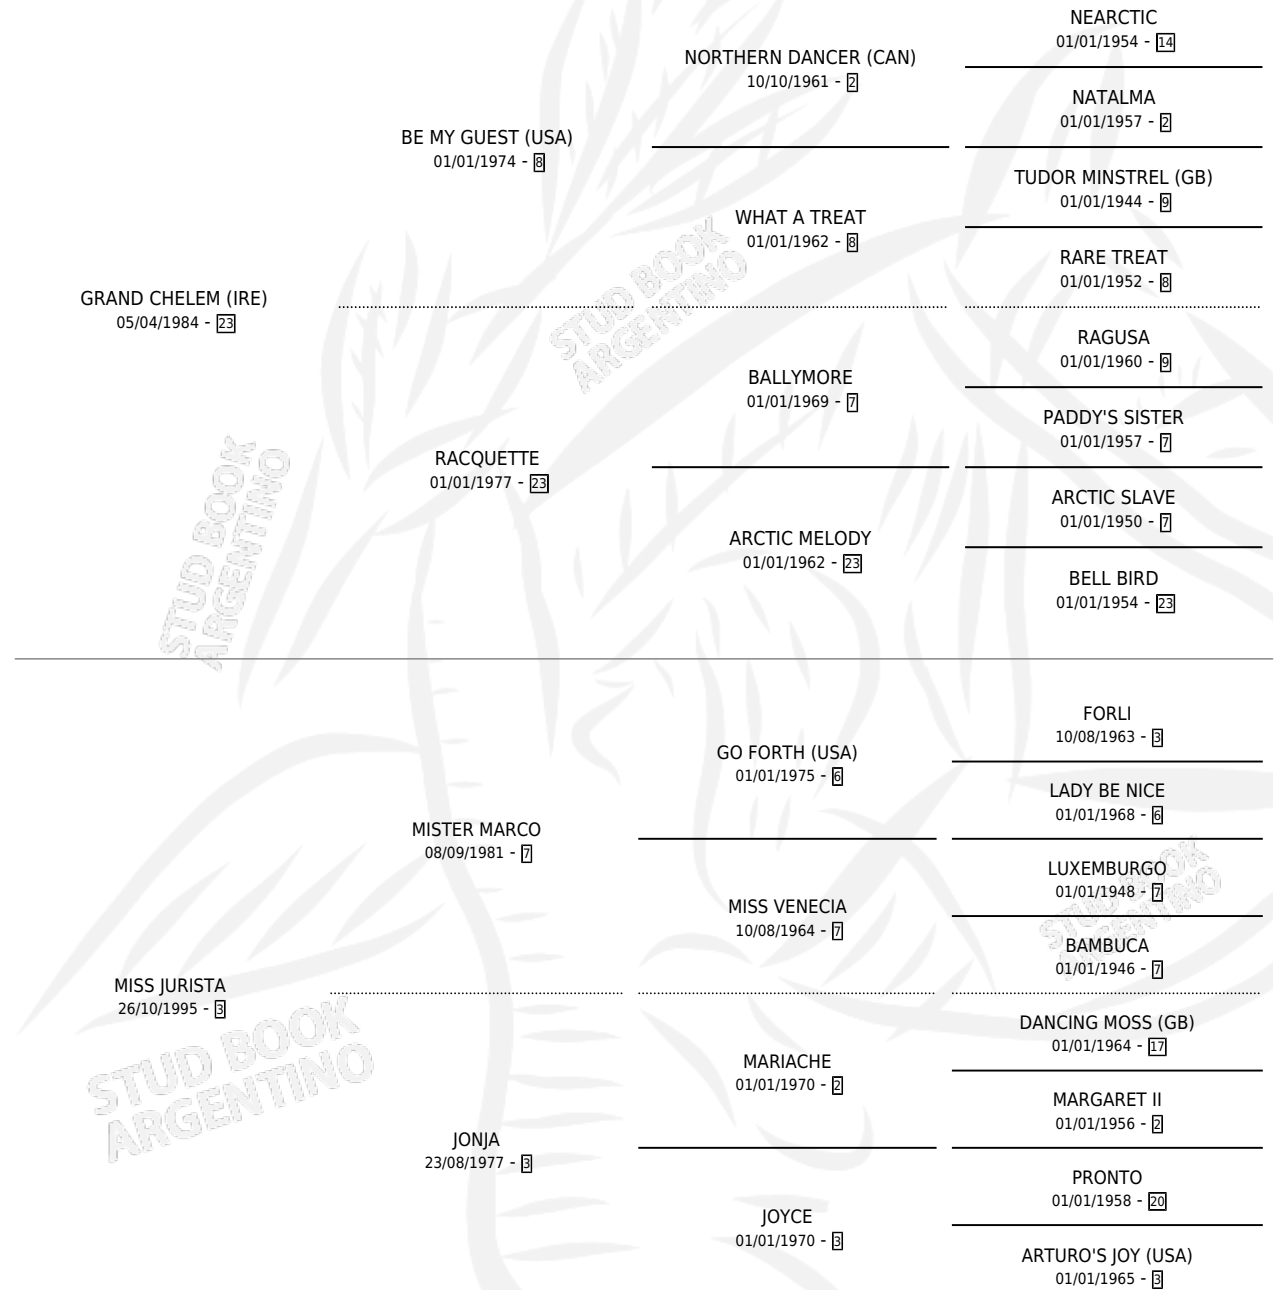 NEARCTIC
01/01/1954 - 14
NORTHERN DANCER (CAN)
10/10/1961 - 2
NATALMA
01/01/1957 - 2
BE MY GUEST (USA)
01/01/1974 - 8
TUDOR MINSTREL (GB)
01/01/1944 - 9
WHAT A TREAT
01/01/1962 - 8
RARE TREAT
01/01/1952 - 8
GRAND CHELEM (IRE)
05/04/1984 - 23
RAGUSA
01/01/1960 - 9
BALLYMORE
01/01/1969 - 7
PADDY'S SISTER
01/01/1957 - 7
RACQUETTE
01/01/1977 - 23
ARCTIC SLAVE
01/01/1950 - 7
ARCTIC MELODY
01/01/1962 - 23
BELL BIRD
01/01/1954 - 23
STUD BOOK
ARGENTINO
STUD BOOK
ARGENTINO
FORLI
10/08/1963 - 3
GO FORTH (USA)
01/01/1975 - 6
LADY BE NICE
01/01/1968 - 6
MISTER MARCO
08/09/1981 - 7
LUXEMBURGO
01/01/1948 - 7
MISS VENECIA
10/08/1964 - 7
BAMBUCA
01/01/1946 - 7
MISS JURISTA
26/10/1995 - 3
DANCING MOSS (GB)
01/01/1964 - 17
MARIACHE
01/01/1970 - 2
MARGARET II
01/01/1956 - 2
JONJA
23/08/1977 - 3
PRONTO
01/01/1958 - 20
JOYCE
01/01/1970 - 3
ARTURO'S JOY (USA)
01/01/1965 - 3
STUD BOOK
ARGENTINO
STUD BOOK
ARGENTINO